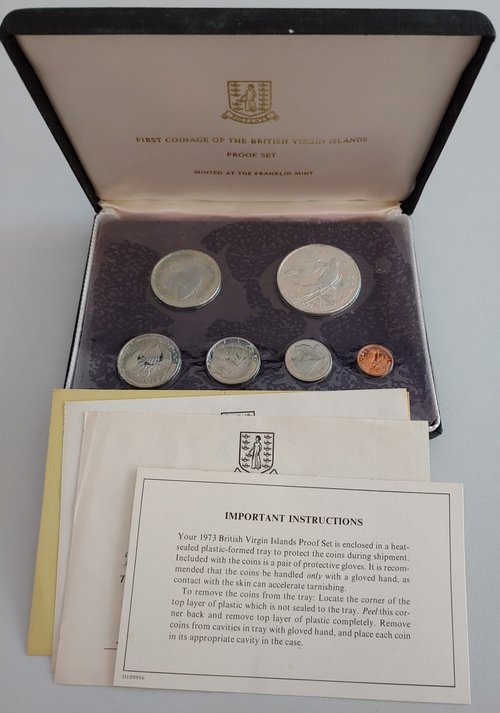 VIGILATE
FIRST COINAGE OF THE BRITISH VIRGIN ISLANDS
PROOF SET
MINTED AT THE FRANKLIN MINT
IMPORTANT INSTRUCTIONS
Your 1973 British Virgin Islands Proof Set is enclosed in a heat-
sealed plastic-formed tray to protect the coins during shipment.
Included with the coins is a pair of protective gloves. It is recom-
mended that the coins be handled only with a gloved hand, as
contact with the skin can accelerate tarnishing.
To remove the coins from the tray: Locate the corner of the
top layer of plastic which is not sealed to the tray. Peel this cor-
ner back and remove top layer of plastic completely. Remove
coins from cavities in tray with gloved hand, and place each coin
in its appropriate cavity in the case.
D109956